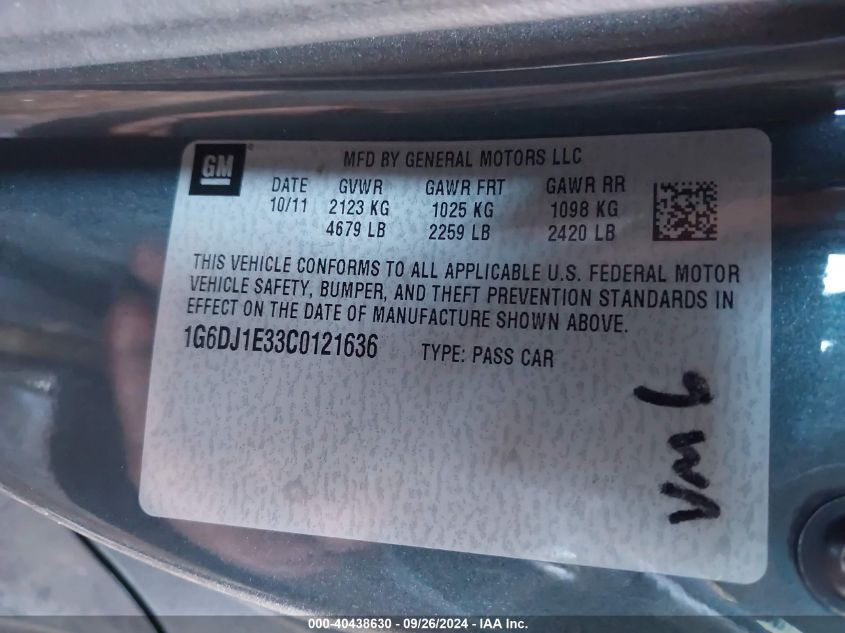 GM
MFD BY GENERAL MOTORS LLC
DATE GVWR GAWR FRT GAWR RR
10/11 2123 KG 1025 KG 1098 KG
4679 LB 2259 LB 2420 LB
THIS VEHICLE CONFORMS TO ALL APPLICABLE U.S. FEDERAL MOTOR
VEHICLE SAFETY, BUMPER, AND THEFT PREVENTION STANDARDS IN
EFFECT ON THE DATE OF MANUFACTURE SHOWN ABOVE.
1G6DJ1E33C0121636 TYPE: PASS CAR
VM6
000-40438630 - 09/26/2024 - IAA, Inc.